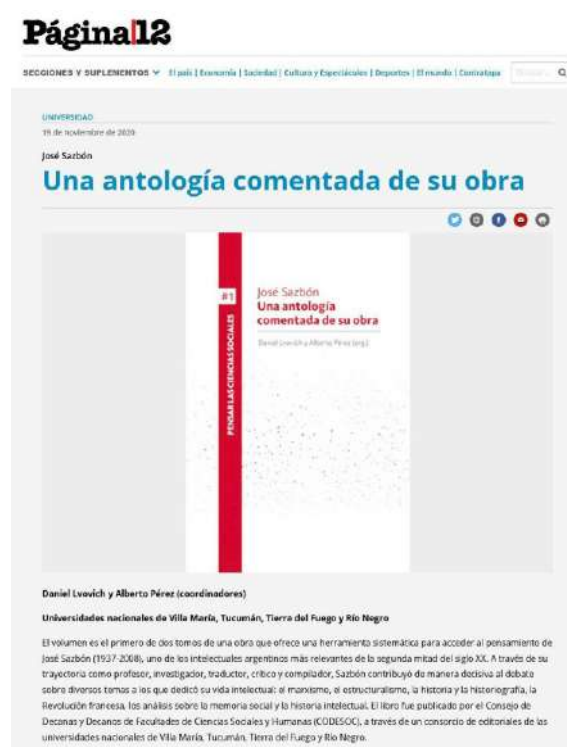 Página|12
SECCIONES Y SUPLEMENTOS El país | Economía | Sociedad | Cultura y Espectáculos | Deportes | El mundo | Contratapa
UNIVERSIDAD
19 de noviembre de 2020
José Sazbón
Una antología comentada de su obra
#1
PENSAR LAS CIENCIAS SOCIALES
José Sazbón
Una antología
comentada de su obra
Daniel Lvovich y Alberto Pérez
Daniel Lvovich y Alberto Pérez (coordinadores)
Universidades nacionales de Villa María, Tucumán, Tierra del Fuego y Río Negro
El volumen es el primero de dos tomos de una obra que ofrece una herramienta sistemática para acceder al pensamiento de
José Sazbón (1937-2008), uno de los intelectuales argentinos más relevantes de la segunda mitad del siglo XX. A través de su
trayectoria como profesor, investigador, traductor, crítico y compilador, Sazbón contribuyó de manera decisiva al debate
sobre diversos temas a los que dedicó su vida intelectual: el marxismo, el estructuralismo, la historia y la historiografía, la
Revolución francesa, los análisis sobre la memoria social y la historia intelectual. El libro fue publicado por el Consejo de
Decanas y Decanos de Facultades de Ciencias Sociales y Humanas (CODESOC), a través de un consorcio de editoriales de las
universidades nacionales de Villa María, Tucumán, Tierra del Fuego y Río Negro.